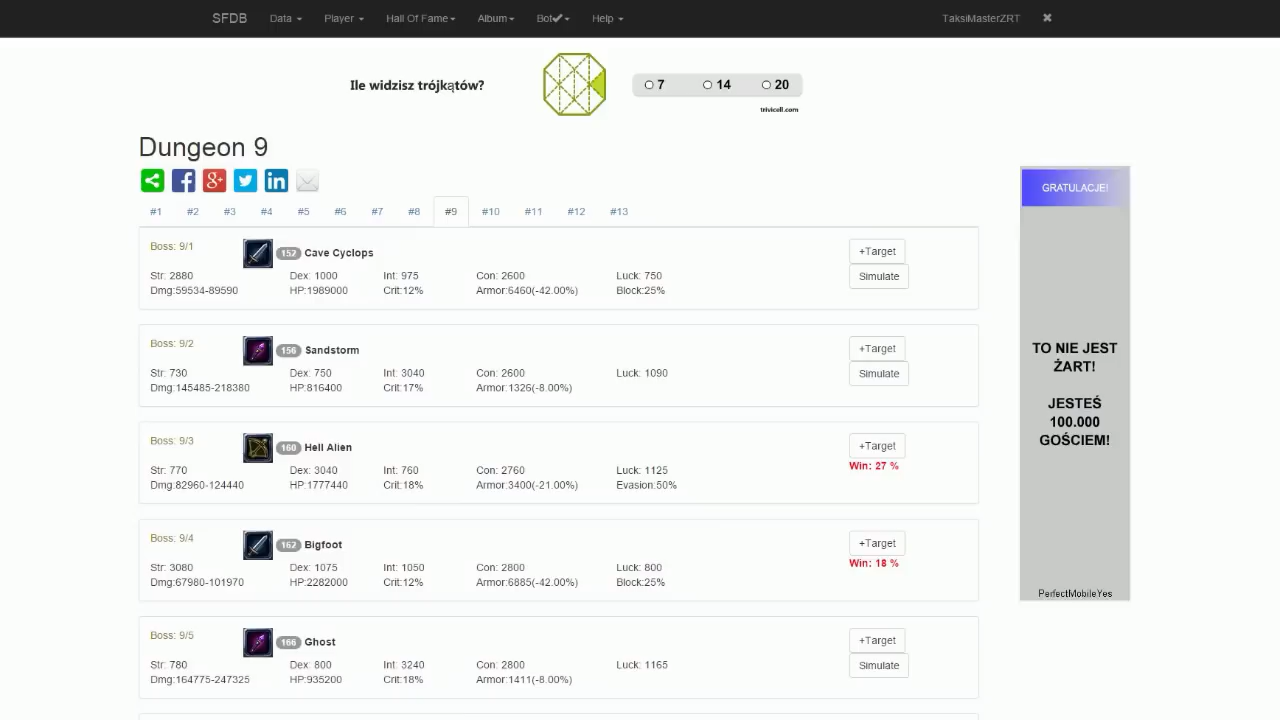 SFDB Data Player Hall Of Fame Album Bot Help TaksiMasterZRT
Ile widzisz trójkątów? 7 14 20
trivicell.com
Dungeon 9
#1 #2 #3 #4 #5 #6 #7 #8 #9 #10 #11 #12 #13
Boss: 9/1 152 Cave Cyclops +Target
Str: 2880 Dex: 1000 Int: 975 Con: 2600 Luck: 750 Simulate
Dmg:59534-89590 HP:1989000 Crit:12% Armor:6460(-42.00%) Block:25%
Boss: 9/2 156 Sandstorm +Target
Str: 730 Dex: 750 Int: 3040 Con: 2600 Luck: 1090 Simulate
Dmg:145485-218380 HP:816400 Crit:17% Armor:1326(-8.00%)
Boss: 9/3 160 Hell Alien +Target
Str: 770 Dex: 3040 Int: 760 Con: 2760 Luck: 1125 Win: 27 %
Dmg:82960-124440 HP:1777440 Crit:18% Armor:3400(-21.00%) Evasion:50%
Boss: 9/4 162 Bigfoot +Target
Str: 3080 Dex: 1075 Int: 1050 Con: 2800 Luck: 800 Win: 18 %
Dmg:67980-101970 HP:2282000 Crit:12% Armor:6885(-42.00%) Block:25%
Boss: 9/5 166 Ghost +Target
Str: 780 Dex: 800 Int: 3240 Con: 2800 Luck: 1165 Simulate
Dmg:164775-247325 HP:935200 Crit:18% Armor:1411(-8.00%)
GRATULACJE!
TO NIE JEST
ŻART!
JESTEŚ
100.000
GOŚCIEM!
PerfectMobileYes